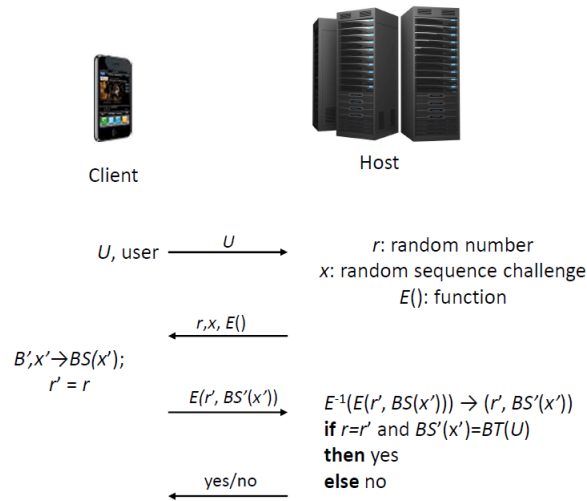 Client
Host
U, user
U
r: random number
x: random sequence challenge
E(): function
r,x, E()
B',x'→BS(x');
r' = r
E(r', BS'(x'))
E⁻¹(E(r', BS(x'))) → (r', BS'(x'))
if r=r' and BS'(x')=BT(U)
then yes
else no
yes/no